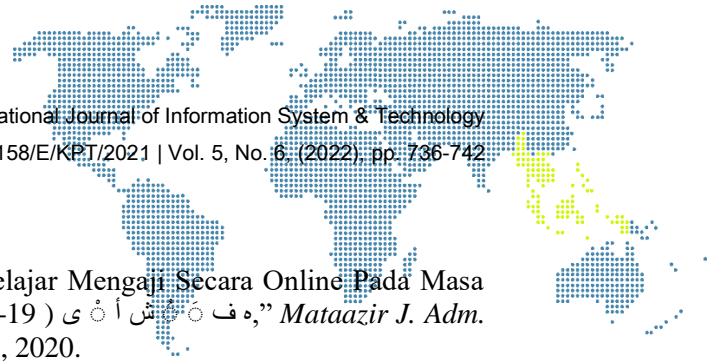 ational Journal of Information System & Technology
158/E/KPT/2021 | Vol. 5, No. 6, (2022), pp. 736-742
elajar Mengaji Secara Online Pada Masa
-19 ) ه ف َ ُ ش أ ْ ى,” Mataazir J. Adm.
, 2020.